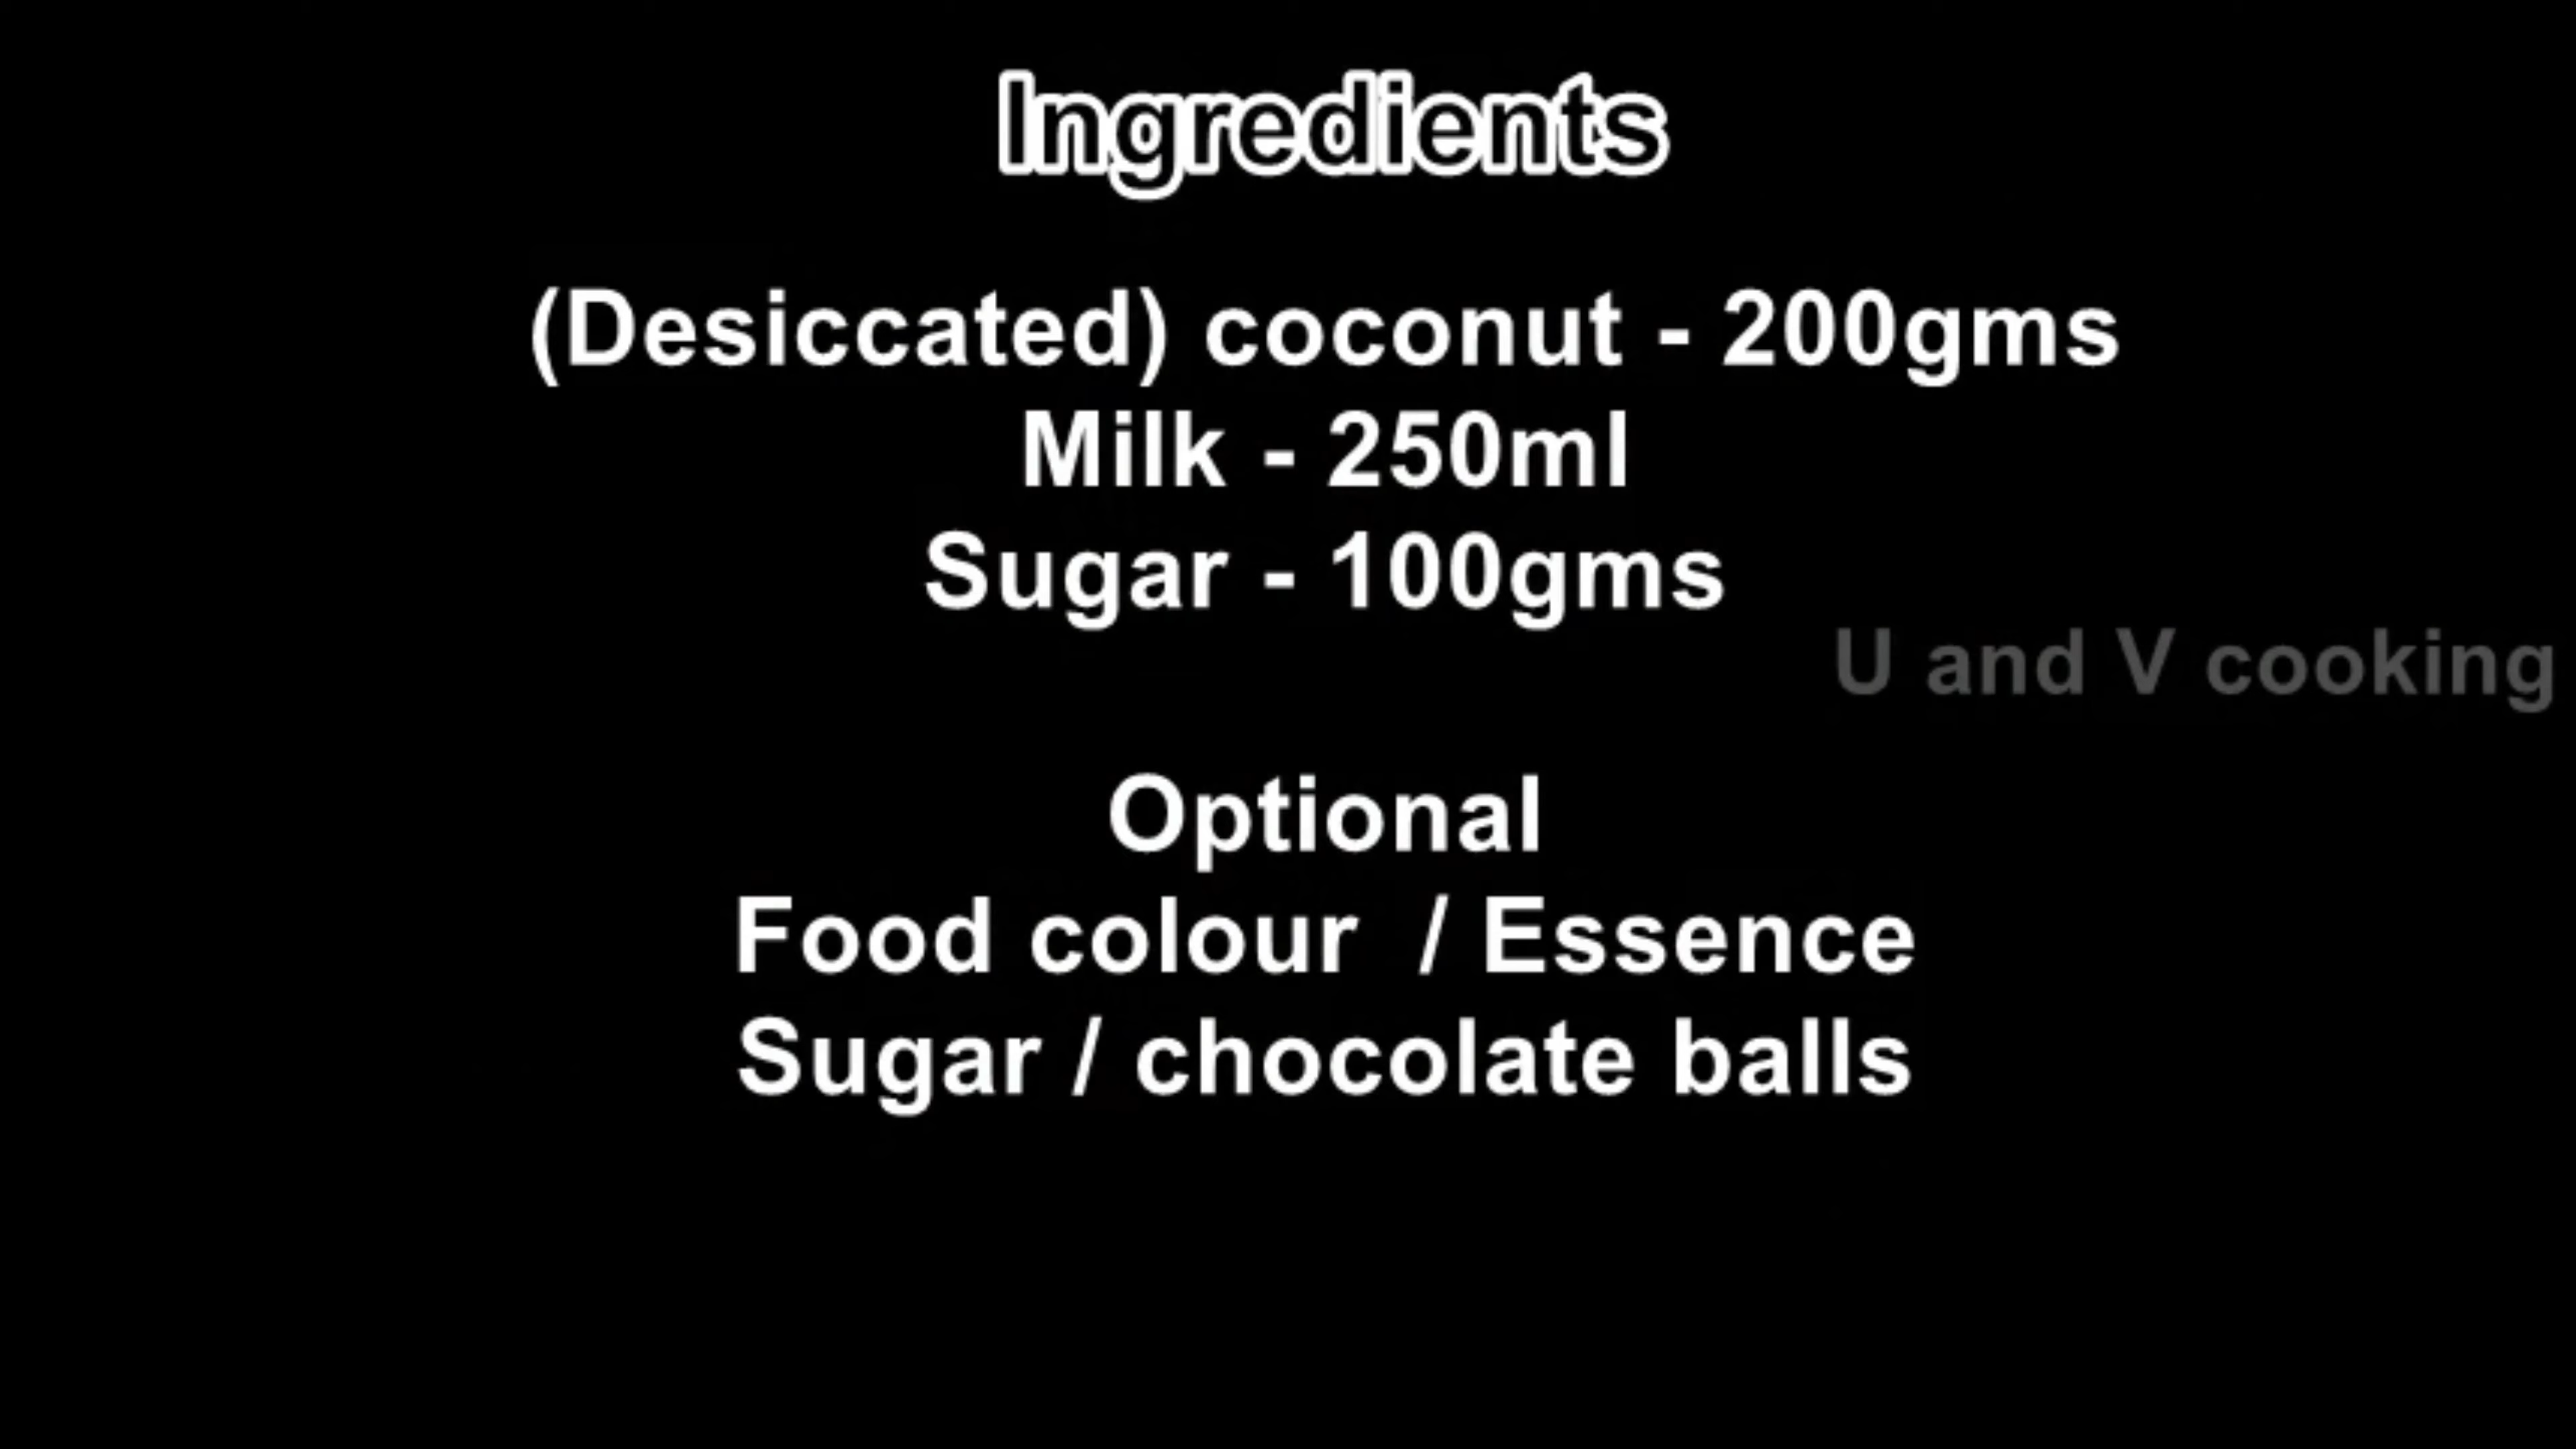 Ingredients
(Desiccated) coconut - 200gms
Milk - 250ml
Sugar - 100gms
U and V cooking
Optional
Food colour  / Essence
Sugar / chocolate balls